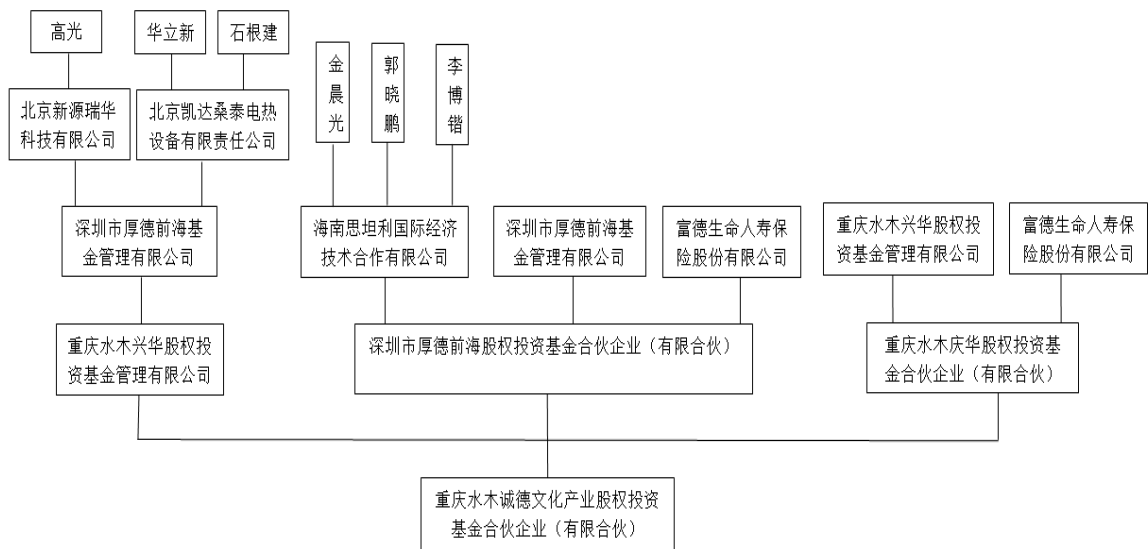 高光
华立新
石根建
金晨光
郭晓鹏
李博锴
北京新源瑞华
科技有限公司
北京凯达桑泰电热
设备有限责任公司
深圳市厚德前海基
金管理有限公司
海南思坦利国际经济
技术合作有限公司
深圳市厚德前海基
金管理有限公司
富德生命人寿保
险股份有限公司
重庆水木兴华股权投
资基金管理有限公司
富德生命人寿保
险股份有限公司
重庆水木兴华股权投
资基金管理有限公司
深圳市厚德前海股权投资基金合伙企业（有限合伙）
重庆水木庆华股权投资基
金合伙企业（有限合伙）
重庆水木诚德文化产业股权投资
基金合伙企业（有限合伙）